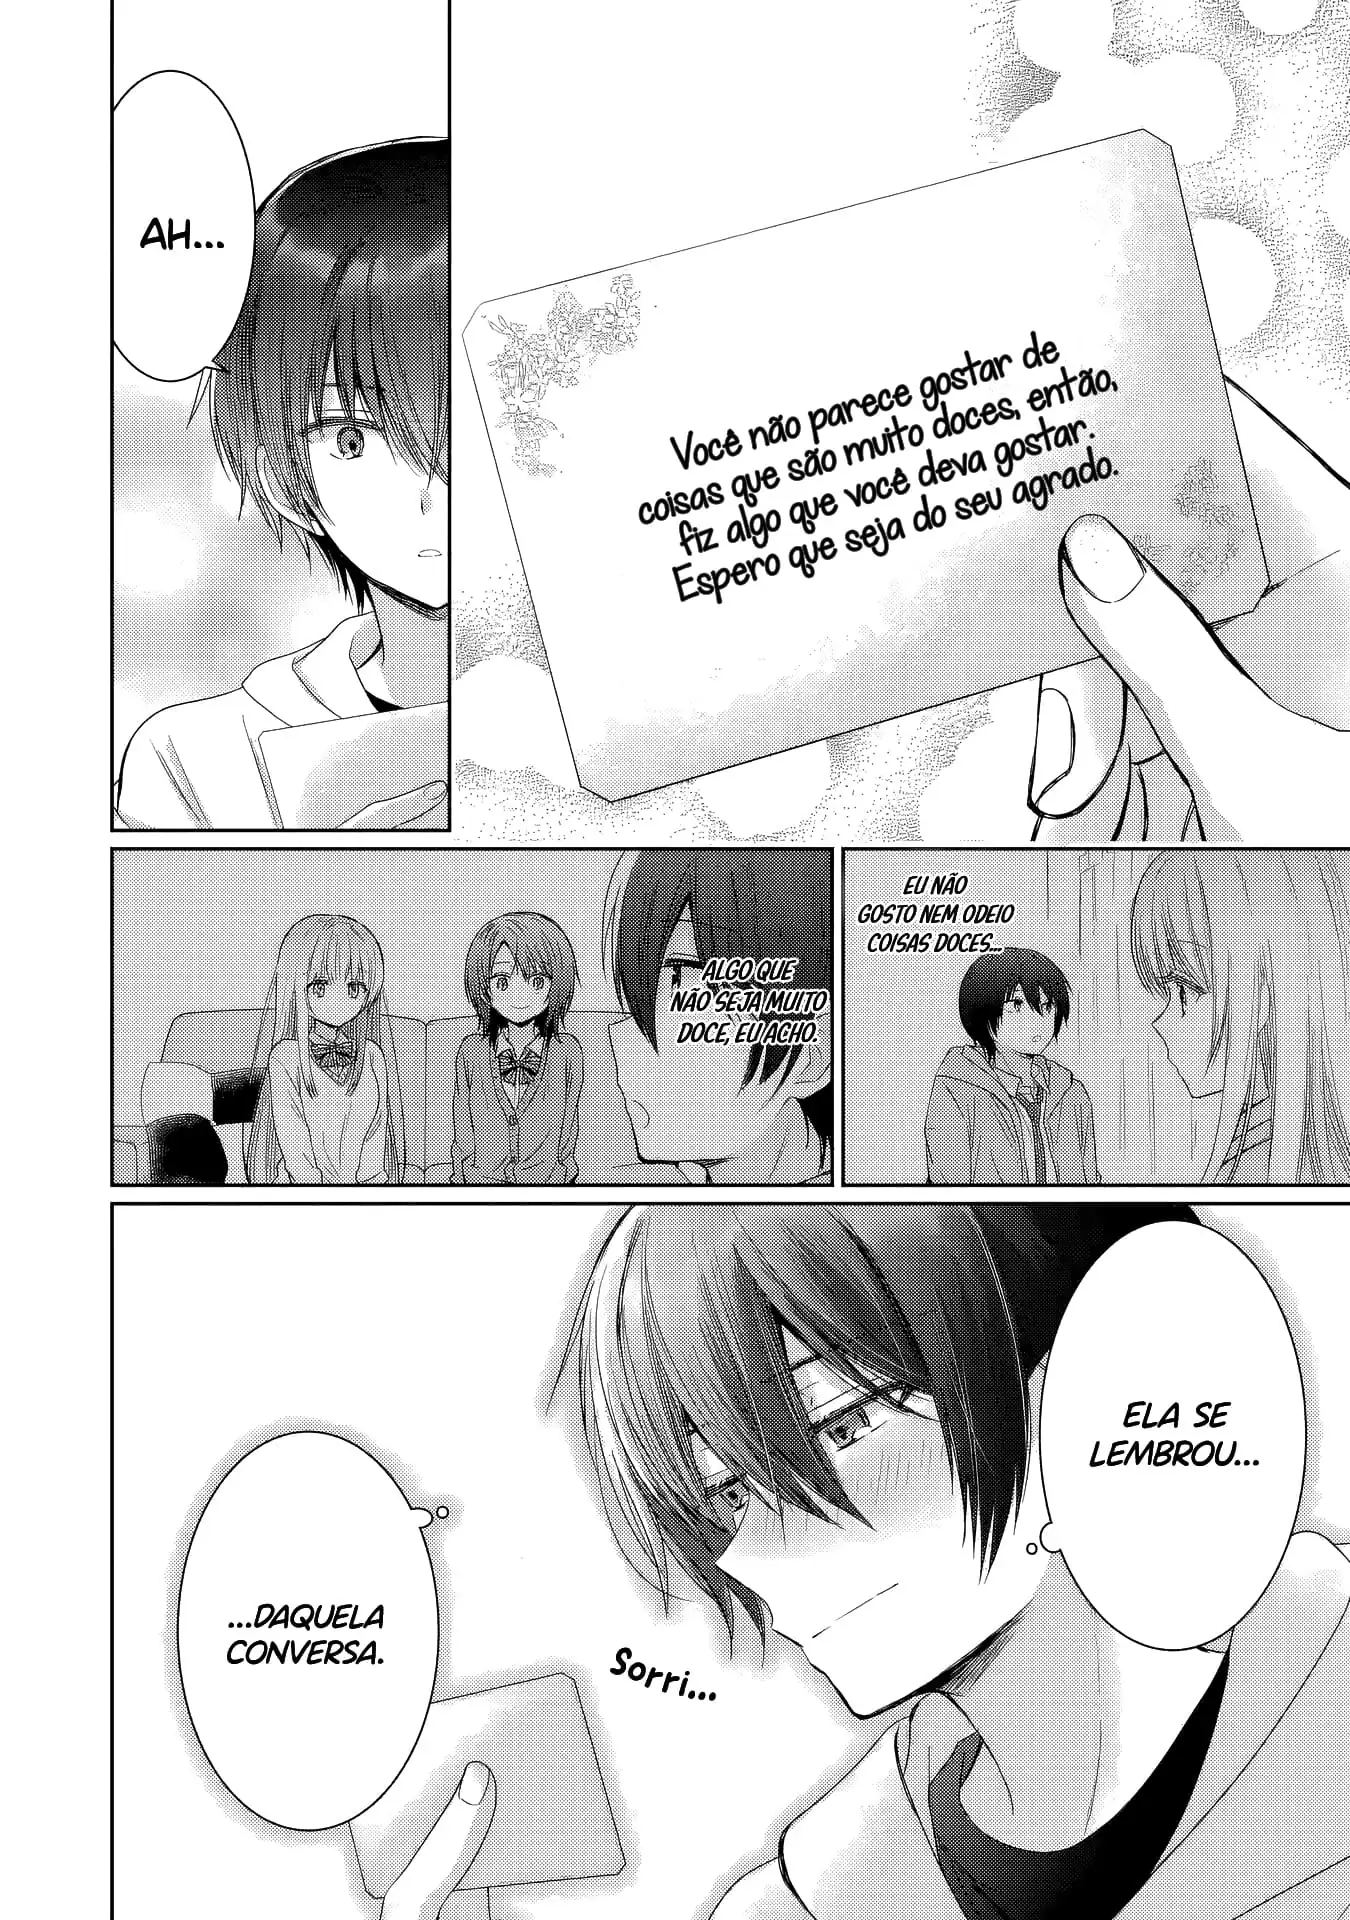 Você não parece gostar de
coisas que são muito doces, então,
fiz algo que você deva gostar.
Espero que seja do seu agrado.
AH...
EU NÃO
GOSTO NEM ODEIO
COISAS DOCES...
ALGO QUE
NÃO SEJA MUITO
DOCE, EU ACHO.
ELA SE
LEMBROU...
Sorri...
...DAQUELA
CONVERSA.